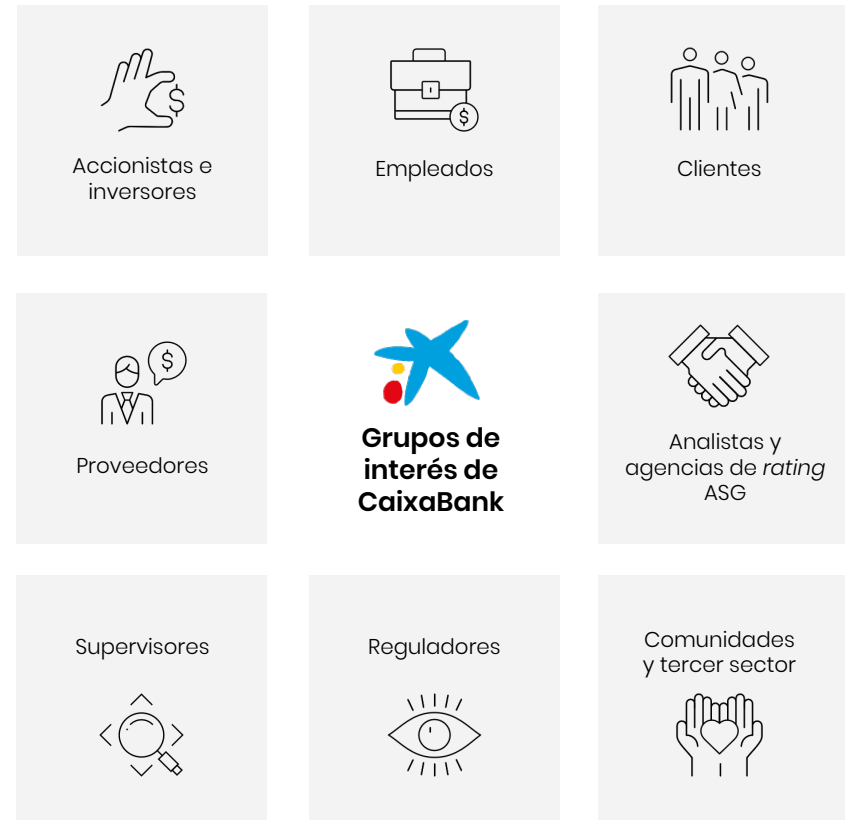 Accionistas e
inversores
Empleados
Clientes
Proveedores
Grupos de
interés de
CaixaBank
Analistas y
agencias de rating
ASG
Supervisores
Reguladores
Comunidades
y tercer sector